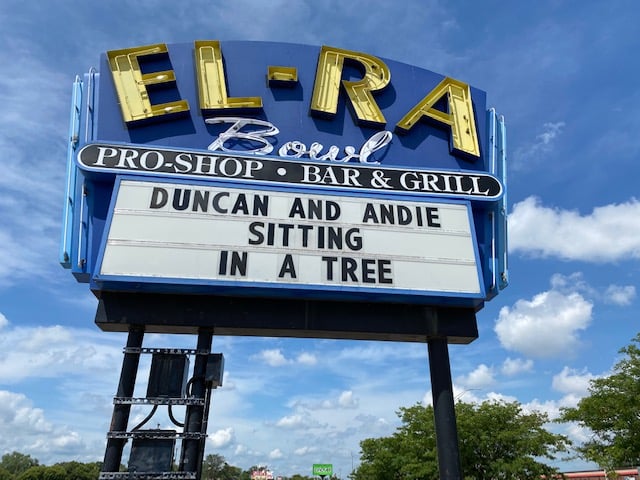 EL-RA
Bowl
PRO-SHOP • BAR & GRILL
DUNCAN AND ANDIE
SITTING
IN A TREE